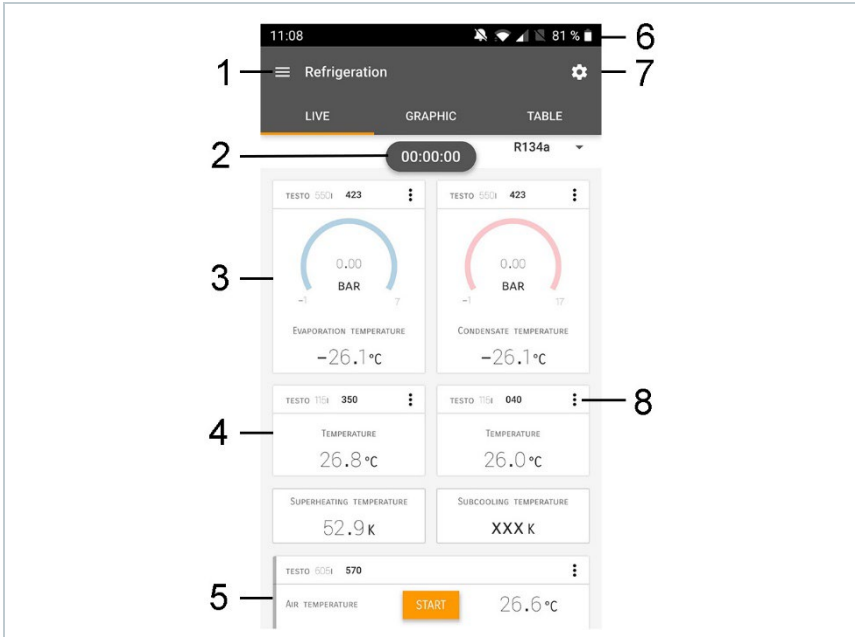 11:08 81 % 6
1 Refrigeration 7
LIVE GRAPHIC TABLE
2 00:00:00 R134a
TESTO 550I 423 TESTO 550I 423
3 0.00 0.00
BAR BAR
-1 7 -1 17
EVAPORATION TEMPERATURE CONDENSATE TEMPERATURE
-26.1 °C -26.1 °C
TESTO 115I 350 TESTO 115I 040 8
4 TEMPERATURE TEMPERATURE
26.8 °C 26.0 °C
SUPERHEATING TEMPERATURE SUBCOOLING TEMPERATURE
52.9 K XXX K
TESTO 605I 570
5 AIR TEMPERATURE START 26.6 °C